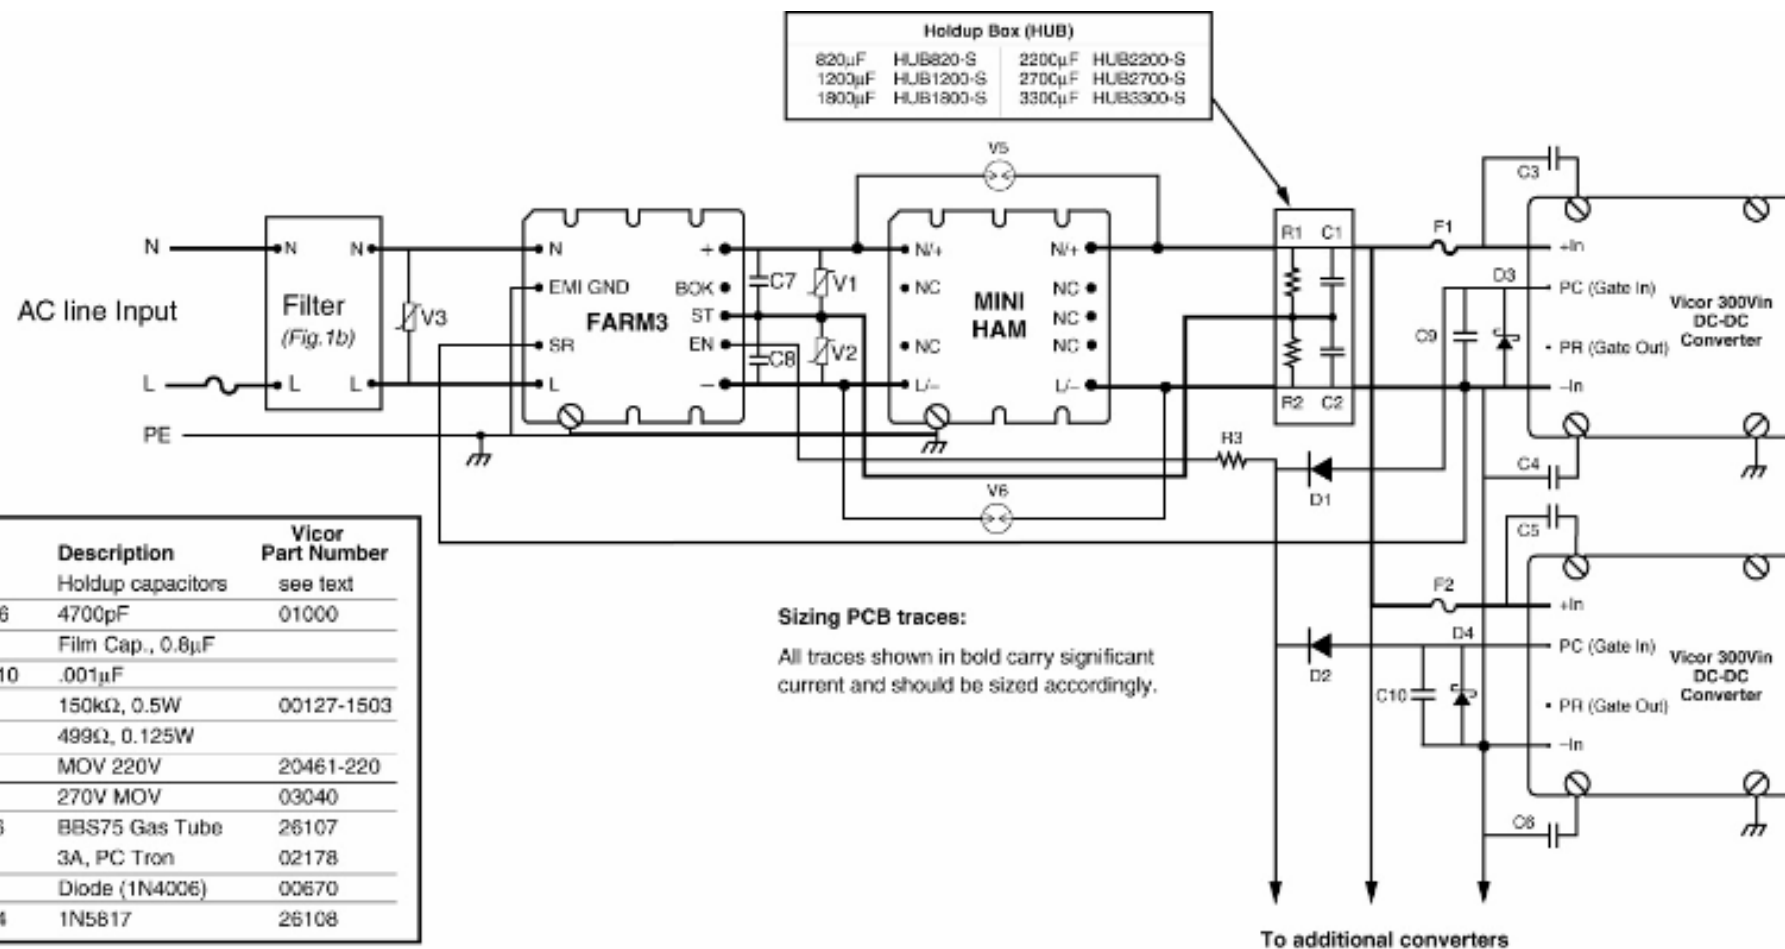 Holdup Box (HUB)
820µF HUB820-S 2200µF HUB2200-S
1200µF HUB1200-S 2700µF HUB2700-S
1800µF HUB1800-S 3300µF HUB3300-S
V5
C3
R1 C1
F1
N
N N
N
+
N/+ N/+
+In
EMI GND
BOK
C7
V1
NC NC
D3
PC (Gate In)
Vicor 300Vin
DC-DC
Converter
AC line Input
Filter
(Fig.1b)
V3
FARM3
ST
MINI
HAM
NC
C9
SR
EN
C8
V2
NC NC
PR (Gate Out)
L
L L
L
–
L/– L/–
–In
R2 C2
PE
R3
C4
D1
V6
C5
F2
+In
D4
PC (Gate In)
Vicor 300Vin
DC-DC
Converter
D2
C10
PR (Gate Out)
–In
C6
Sizing PCB traces:
All traces shown in bold carry significant
current and should be sized accordingly.
To additional converters
Description Vicor
Part Number
Holdup capacitors see text
6 4700pF 01000
Film Cap., 0.8µF
10 .001µF
150kΩ, 0.5W 00127-1503
499Ω, 0.125W
MOV 220V 20461-220
270V MOV 03040
6 BBS75 Gas Tube 26107
3A, PC Tron 02178
Diode (1N4006) 00670
4 1N5817 26108